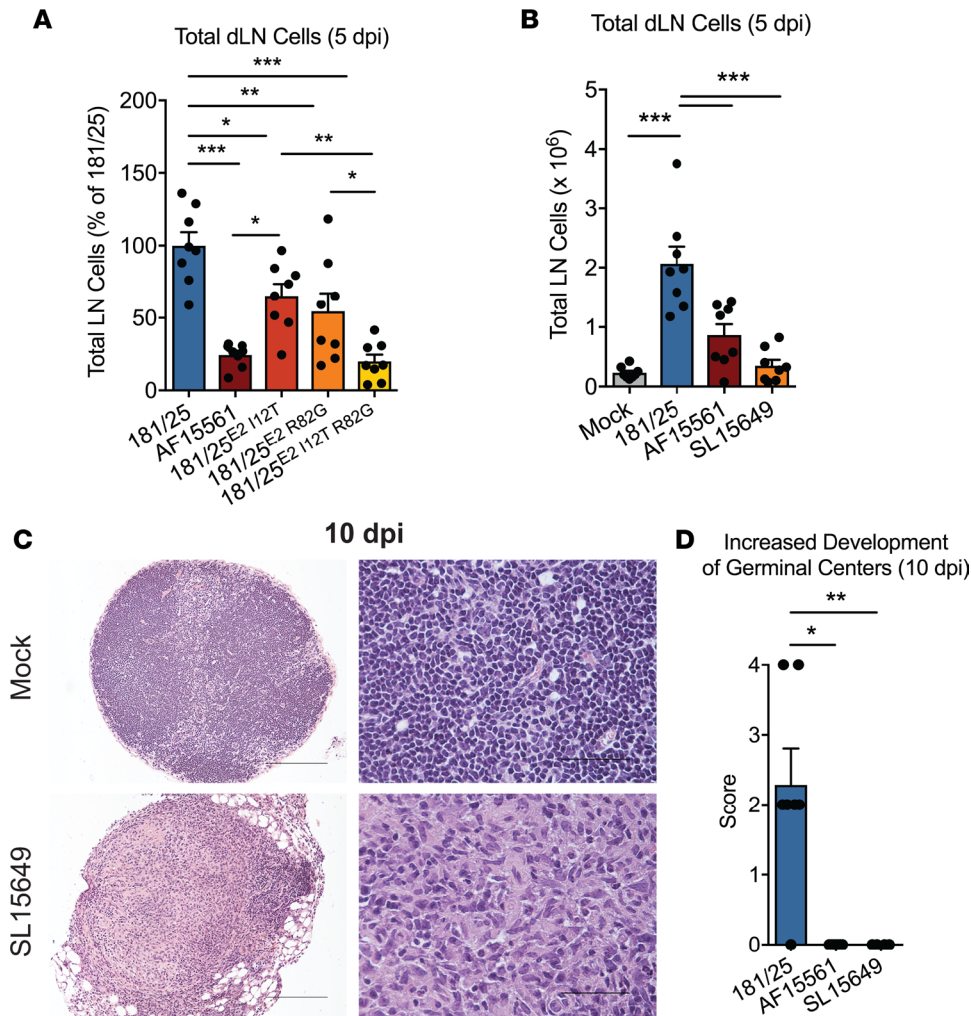 A
Total dLN Cells (5 dpi)
Total LN Cells (% of 181/25)
200
150
100
50
0
***
**
*
***
*
**
*
181/25
AF15561
181/25E2 I12T
181/25E2 R82G
181/25E2 I12T R82G
B
Total dLN Cells (5 dpi)
Total LN Cells (x 10⁶)
5
4
3
2
1
0
***
***
Mock
181/25
AF15561
SL15649
C
10 dpi
Mock
SL15649
D
Increased Development
of Germinal Centers (10 dpi)
Score
4
3
2
1
0
**
*
181/25
AF15561
SL15649